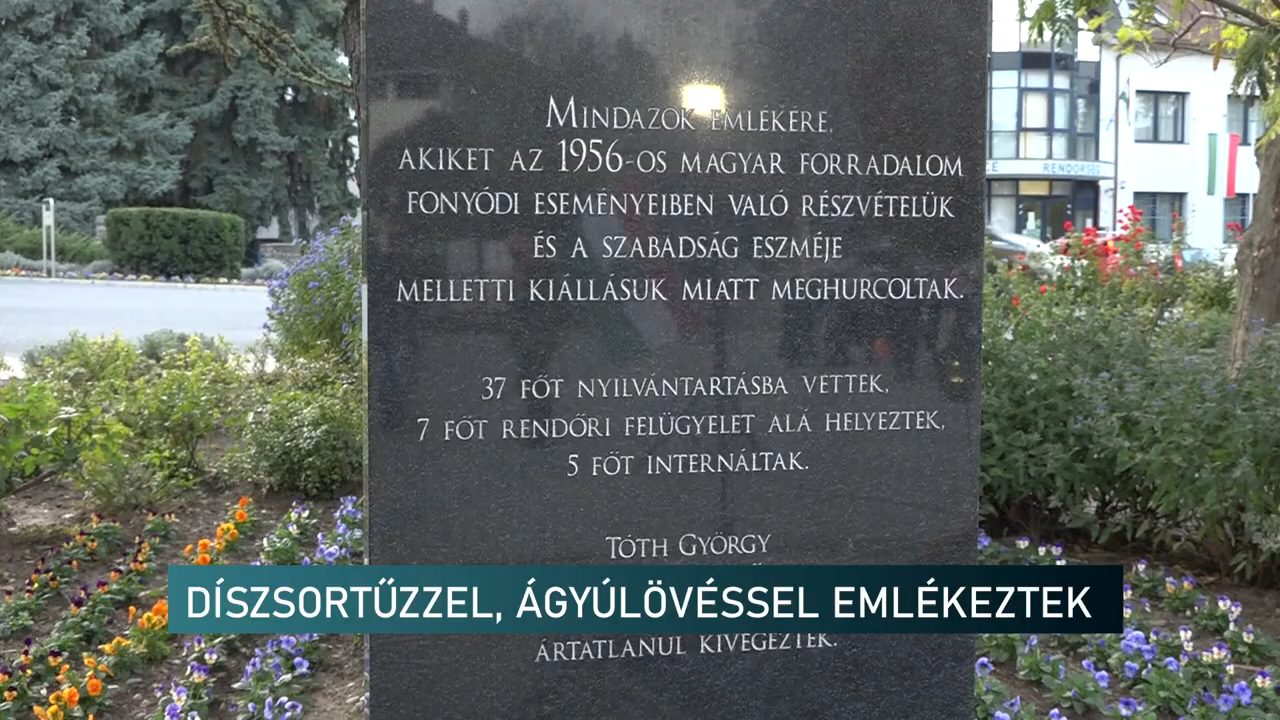 MINDAZOK EMLÉKÉRE,
AKIKET AZ 1956-OS MAGYAR FORRADALOM
FONYÓDI ESEMÉNYEIBEN VALÓ RÉSZVÉTELÜK
ÉS A SZABADSÁG ESZMÉJE
MELLETTI KIÁLLÁSUK MIATT MEGHURCOLTAK.
37 FŐT NYILVÁNTARTÁSBA VETTEK,
7 FŐT RENDŐRI FELÜGYELET ALÁ HELYEZTEK,
5 FŐT INTERNÁLTAK.
TÓTH GYÖRGY
DÍSZSORTŰZZEL, ÁGYÚLÖVÉSSEL EMLÉKEZTEK
ÁRTATLANUL KIVÉGEZTEK.
RENDŐRSÉG